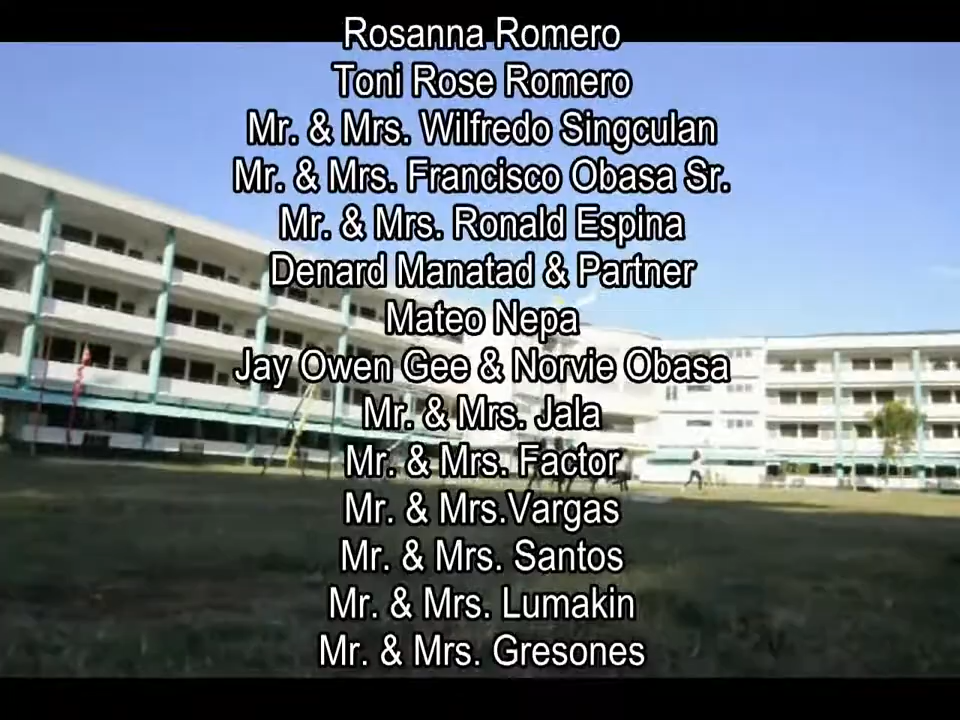 Rosanna Romero
Toni Rose Romero
Mr. & Mrs. Wilfredo Singculan
Mr. & Mrs. Francisco Obasa Sr.
Mr. & Mrs. Ronald Espina
Denard Manatad & Partner
Mateo Nepa
Jay Owen Gee & Norvie Obasa
Mr. & Mrs. Jala
Mr. & Mrs. Factor
Mr. & Mrs.Vargas
Mr. & Mrs. Santos
Mr. & Mrs. Lumakin
Mr. & Mrs. Gresones